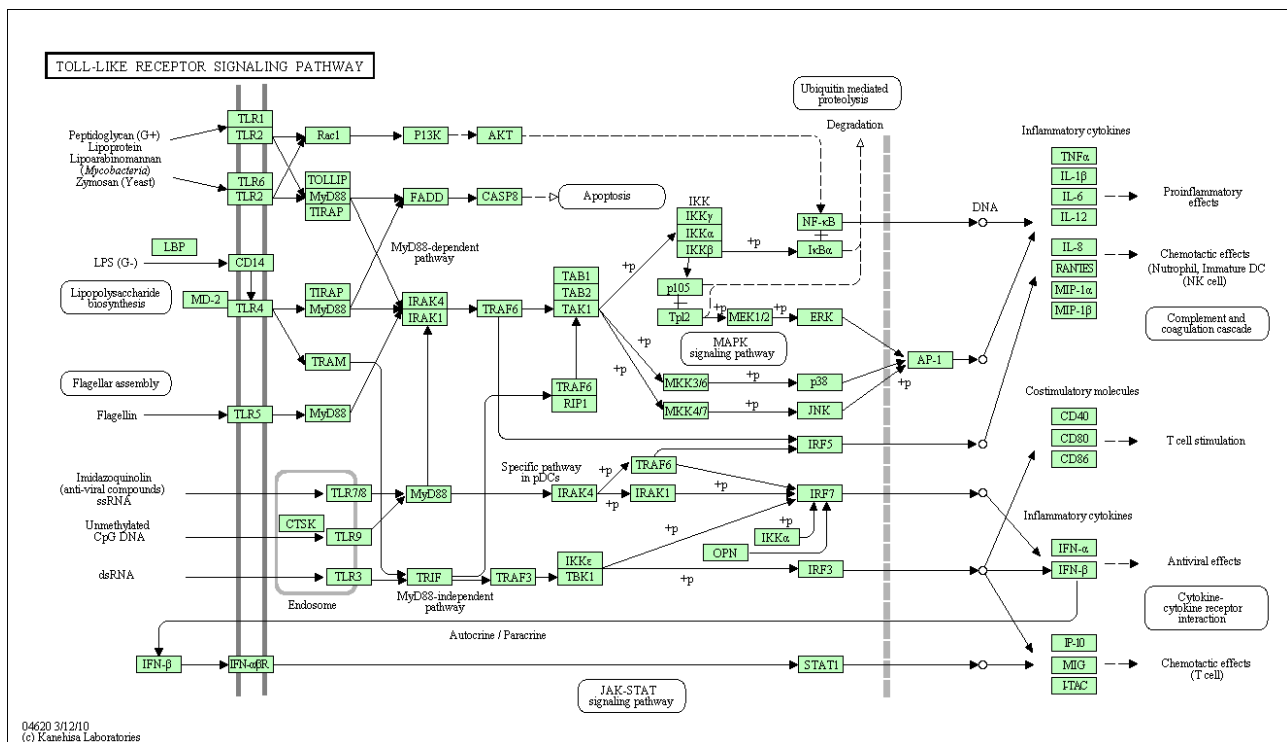 TOLL-LIKE RECEPTOR SIGNALING PATHWAY
Ubiquitin mediated
proteolysis
Degradation
Peptidoglycan (G+)
Lipoprotein
Lipoarabinomannan
(Mycobacteria)
Zymosan (Yeast)
TLR1
TLR2
TLR6
TLR2
Rac1
P13K
AKT
TOLLIP
MyD88
TIRAP
FADD
CASP8
Apoptosis
IKK
IKKγ
IKKα
IKKβ
+p
NF-κB
IκBα
DNA
Inflammatory cytokines
TNFα
IL-1β
IL-6
IL-12
Proinflammatory
effects
IL-8
RANTES
MIP-1α
MIP-1β
Chemotactic effects
(Nutrophil, Immature DC
(NK cell)
Complement and
coagulation cascade
LBP
LPS (G-)
CD14
MyD88-dependent
pathway
Lipopolysaccharide
biosynthesis
MD-2
TLR4
TIRAP
MyD88
IRAK4
IRAK1
TRAF6
TAB1
TAB2
TAK1
+p
p105
Tpl2
+p
MEK1/2
+p
ERK
MAPK
signaling pathway
AP-1
+p
TRAM
Flagellar assembly
Flagellin
TLR5
MyD88
TRAF6
RIP1
+p
+p
MKK3/6
+p
p38
MKK4/7
+p
JNK
IRF5
Costimulatory molecules
CD40
CD80
CD86
T cell stimulation
Imidazoquinolin
(anti-viral compounds)
ssRNA
TLR7/8
MyD88
Specific pathway
in pDCs
IRAK4
+p
TRAF6
+p
IRAK1
+p
IRF7
Unmethylated
CpG DNA
CTSK
TLR9
+p
IKKα
+p
OPN
Inflammatory cytokines
IFN-α
IFN-β
Antiviral effects
dsRNA
TLR3
Endosome
TRIF
MyD88-independent
pathway
TRAF3
IKKε
TBK1
+p
IRF3
Cytokine-
cytokine receptor
interaction
Autocrine / Paracrine
IFN-β
IFN-αβR
STAT1
IP-10
MIG
I-TAC
Chemotactic effects
(T cell)
JAK-STAT
signaling pathway
04620 3/12/10
(c) Kanehisa Laboratories